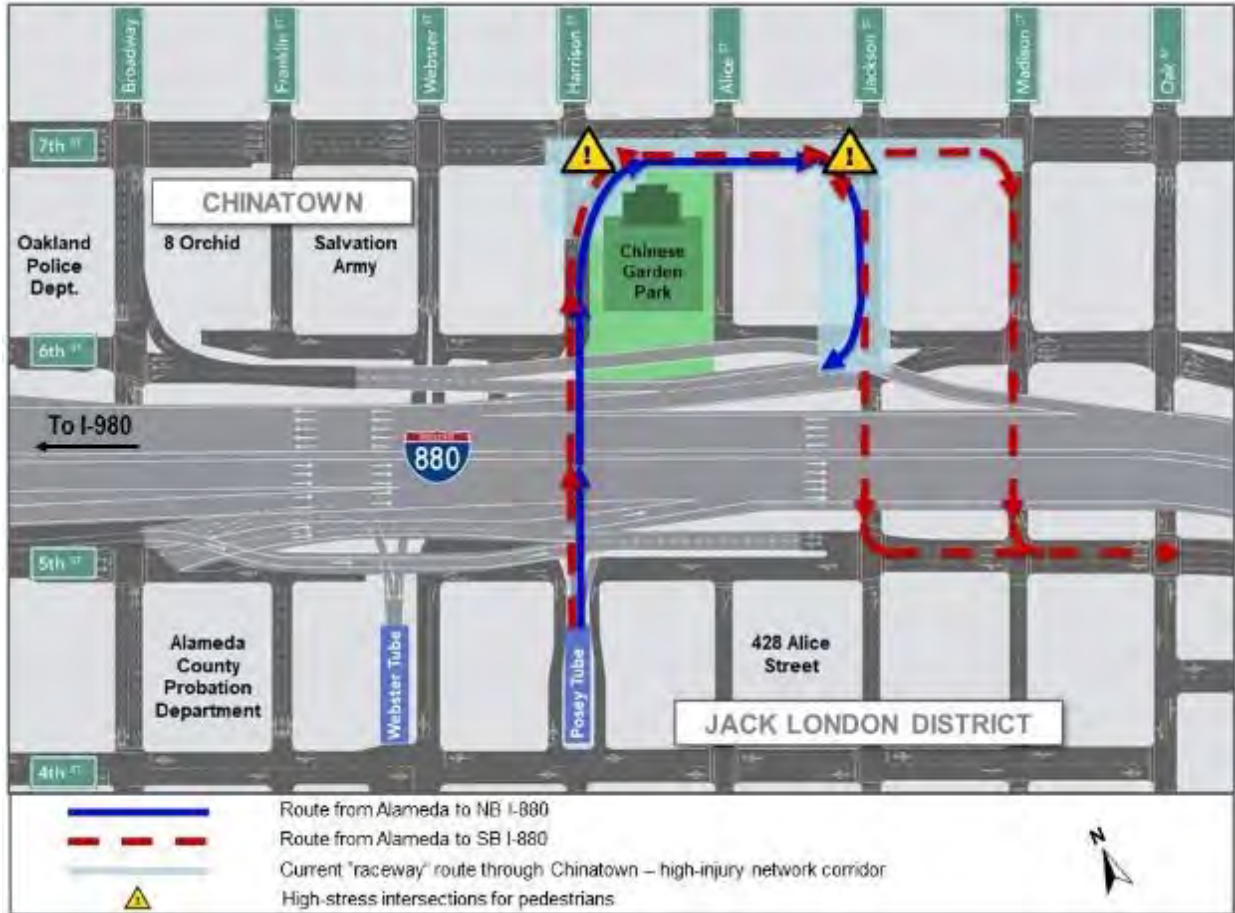 Broadway
Franklin ST
Webster ST
Harrison ST
Alice ST
Jackson ST
Madison ST
Oak ST
7th ST
!
!
CHINATOWN
Oakland
Police
Dept.
8 Orchid
Salvation
Army
Chinese
Garden
Park
6th ST
To I-980
880
5th ST
Alameda
County
Probation
Department
Webster Tube
Posey Tube
428 Alice
Street
JACK LONDON DISTRICT
4th ST
Route from Alameda to NB I-880
Route from Alameda to SB I-880
Current "raceway" route through Chinatown – high-injury network corridor
!
High-stress intersections for pedestrians
N